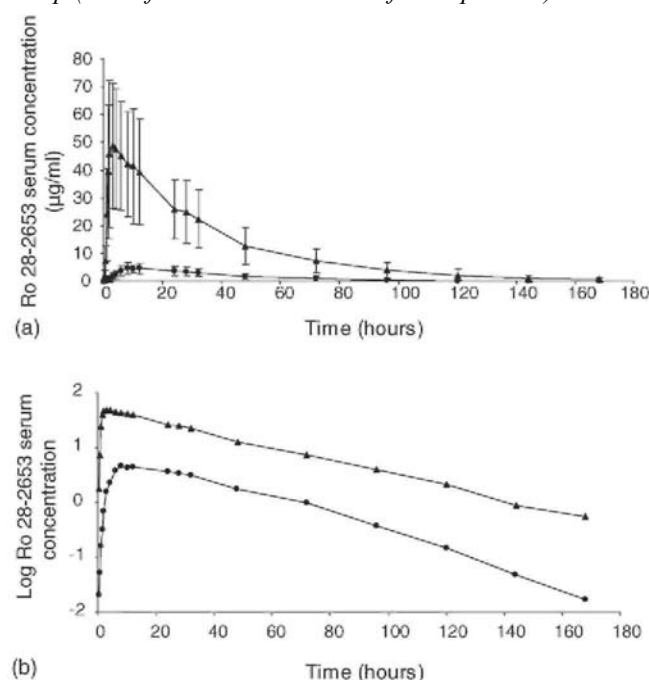 Ro 28-2653 serum concentration
(µg/ml)
80
70
60
50
40
30
20
10
0
0 20 40 60 80 100 120 140 160 180
(a)
Time (hours)
Log Ro 28-2653 serum
concentration
2
1
0
-1
-2
0 20 40 60 80 100 120 140 160 180
(b)
Time (hours)